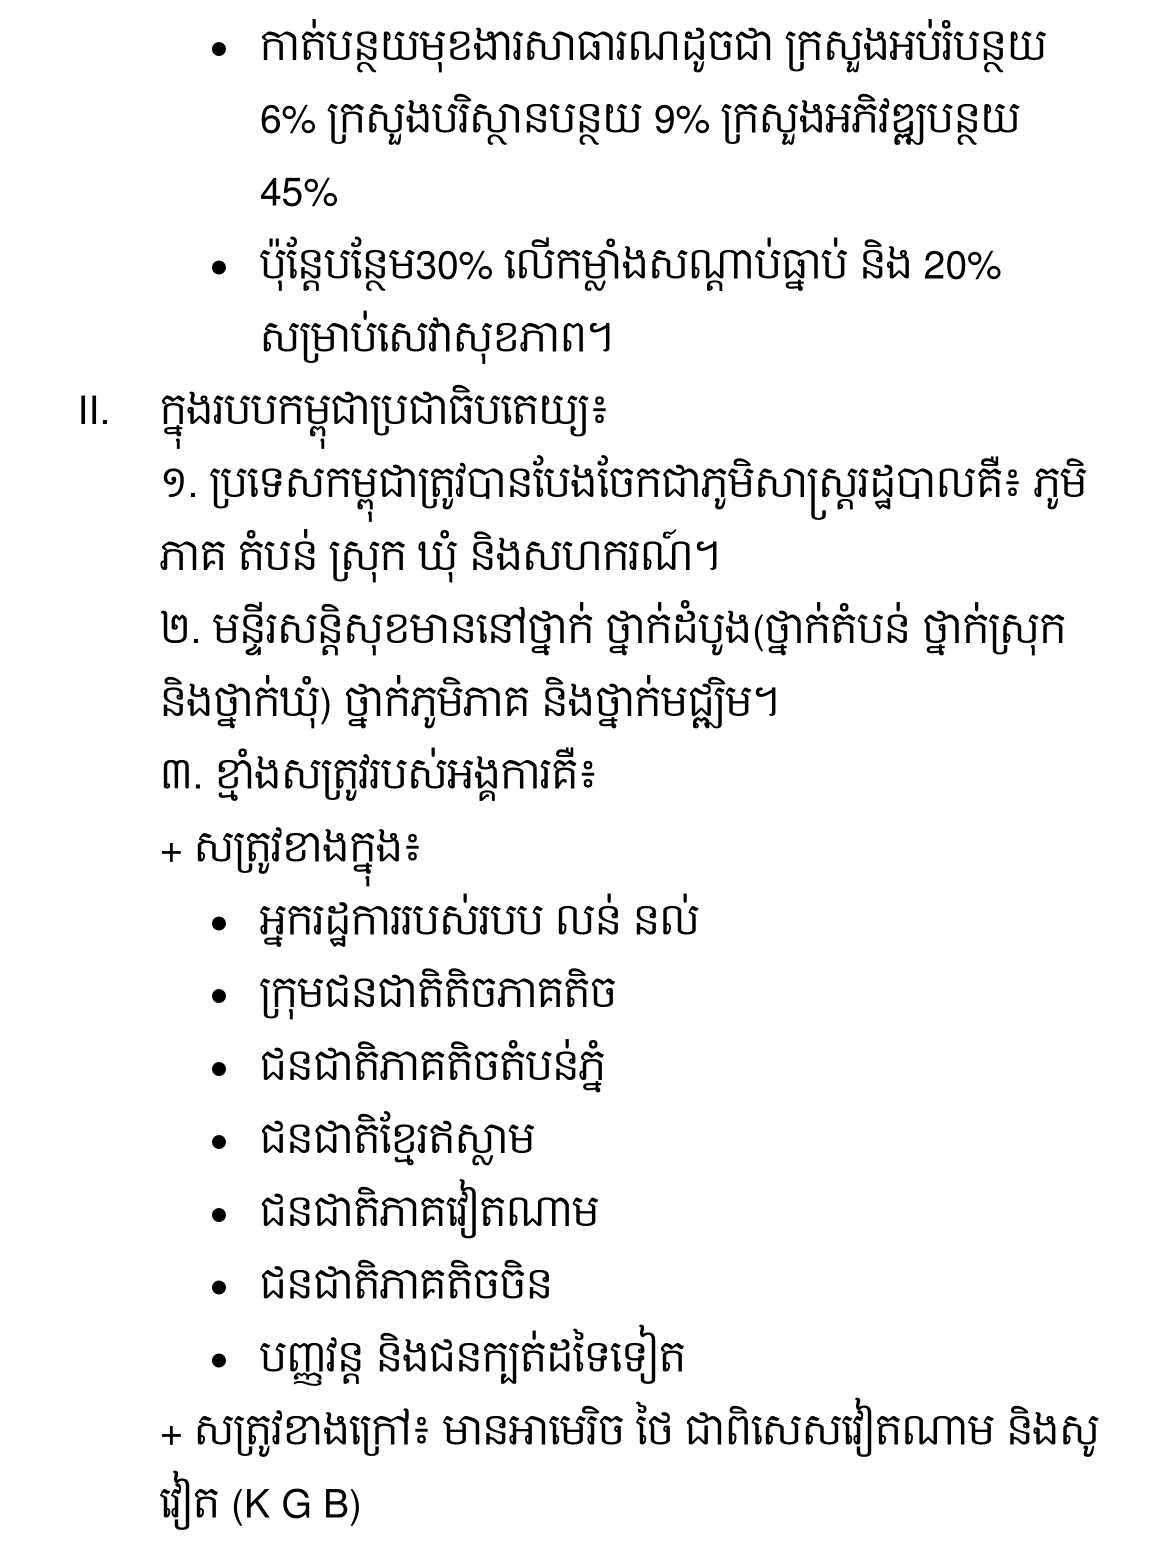 • កាត់បន្ថយមុខងារសាធារណដូចជា ក្រសួងអប់រំបន្ថយ
6% ក្រសួងបរិស្ថានបន្ថយ 9% ក្រសួងអភិវឌ្ឍបន្ថយ
45%
• ប៉ុន្តែបន្ថែម30% លើកម្លាំងសណ្តាប់ធ្នាប់ និង 20%
សម្រាប់សេវាសុខភាព។
II. ក្នុងរបបកម្ពុជាប្រជាធិបតេយ្យ៖
១. ប្រទេសកម្ពុជាត្រូវបានបែងចែកជាភូមិសាស្ត្ររដ្ឋបាលគឺ៖ ភូមិ
ភាគ តំបន់ ស្រុក ឃុំ និងសហករណ៍។
២. មន្ទីរសន្តិសុខមាននៅថ្នាក់ ថ្នាក់ដំបូង(ថ្នាក់តំបន់ ថ្នាក់ស្រុក
និងថ្នាក់ឃុំ) ថ្នាក់ភូមិភាគ និងថ្នាក់មជ្ឈិម។
៣. ខ្មាំងសត្រូវរបស់អង្គការគឺ៖
+ សត្រូវខាងក្នុង៖
• អ្នករដ្ឋការរបស់របប លន់ នល់
• ក្រុមជនជាតិតិចភាគតិច
• ជនជាតិភាគតិចតំបន់ភ្នំ
• ជនជាតិខ្មែរឥស្លាម
• ជនជាតិភាគវៀតណាម
• ជនជាតិភាគតិចចិន
• បញ្ញវន្ត និងជនក្បត់ដទៃទៀត
+ សត្រូវខាងក្រៅ៖ មានអាមេរិច ថៃ ជាពិសេសវៀតណាម និងសូ
វៀត (K G B)